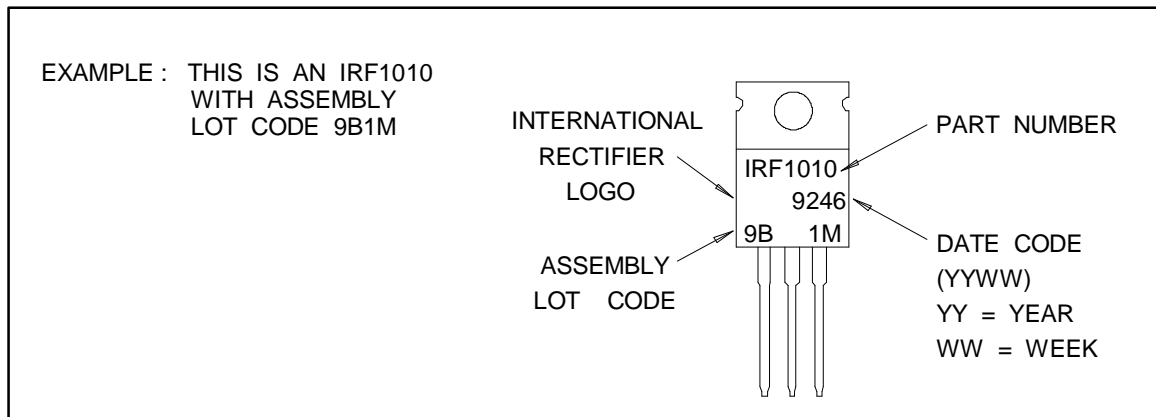 EXAMPLE : THIS IS AN IRF1010
WITH ASSEMBLY
LOT CODE 9B1M
INTERNATIONAL
RECTIFIER
LOGO
ASSEMBLY
LOT CODE
IRF1010
9246
9B 1M
PART NUMBER
DATE CODE
(YYWW)
YY = YEAR
WW = WEEK